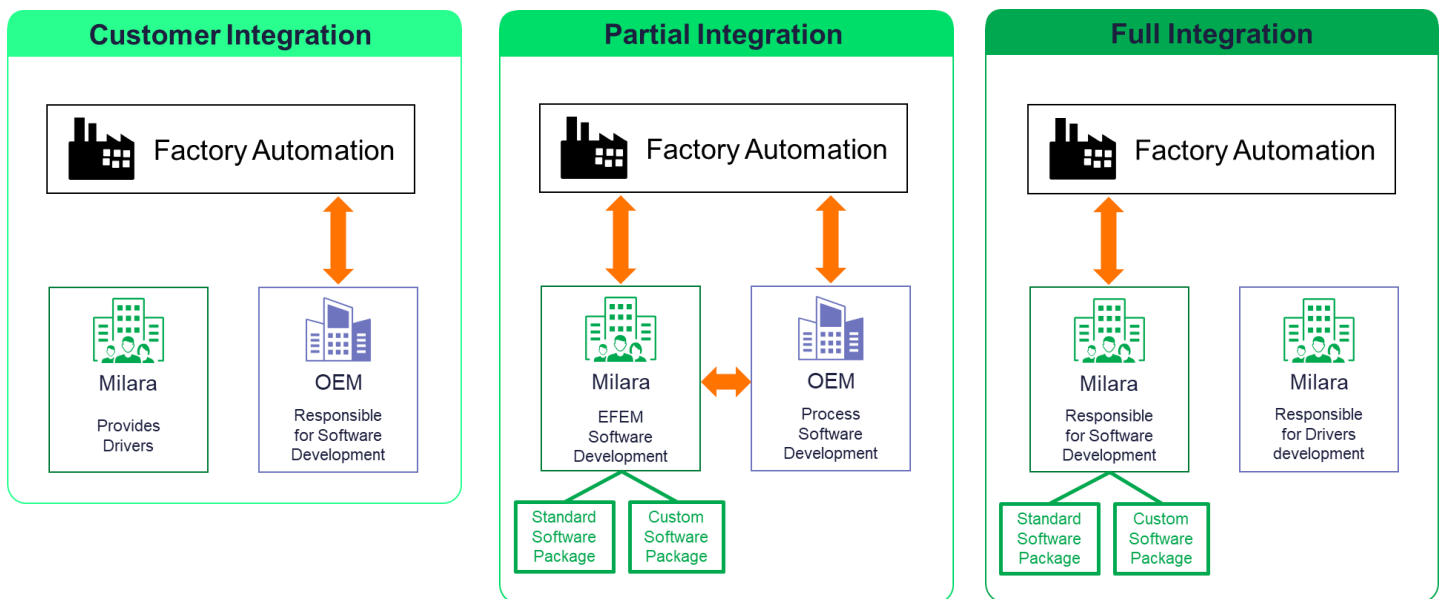 Customer Integration
Factory Automation
Milara
Provides
Drivers
OEM
Responsible
for Software
Development
Partial Integration
Factory Automation
Milara
EFEM
Software
Development
OEM
Process
Software
Development
Standard
Software
Package
Custom
Software
Package
Full Integration
Factory Automation
Milara
Responsible
for Software
Development
Milara
Responsible
for Drivers
development
Standard
Software
Package
Custom
Software
Package